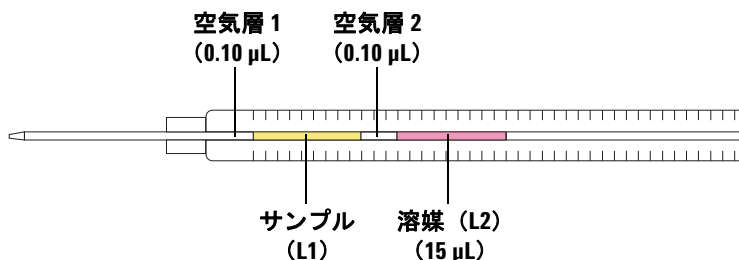 空気層 1
(0.10 µL)
空気層 2
(0.10 µL)
サンプル
(L1)
溶媒（L2）
(15 µL)